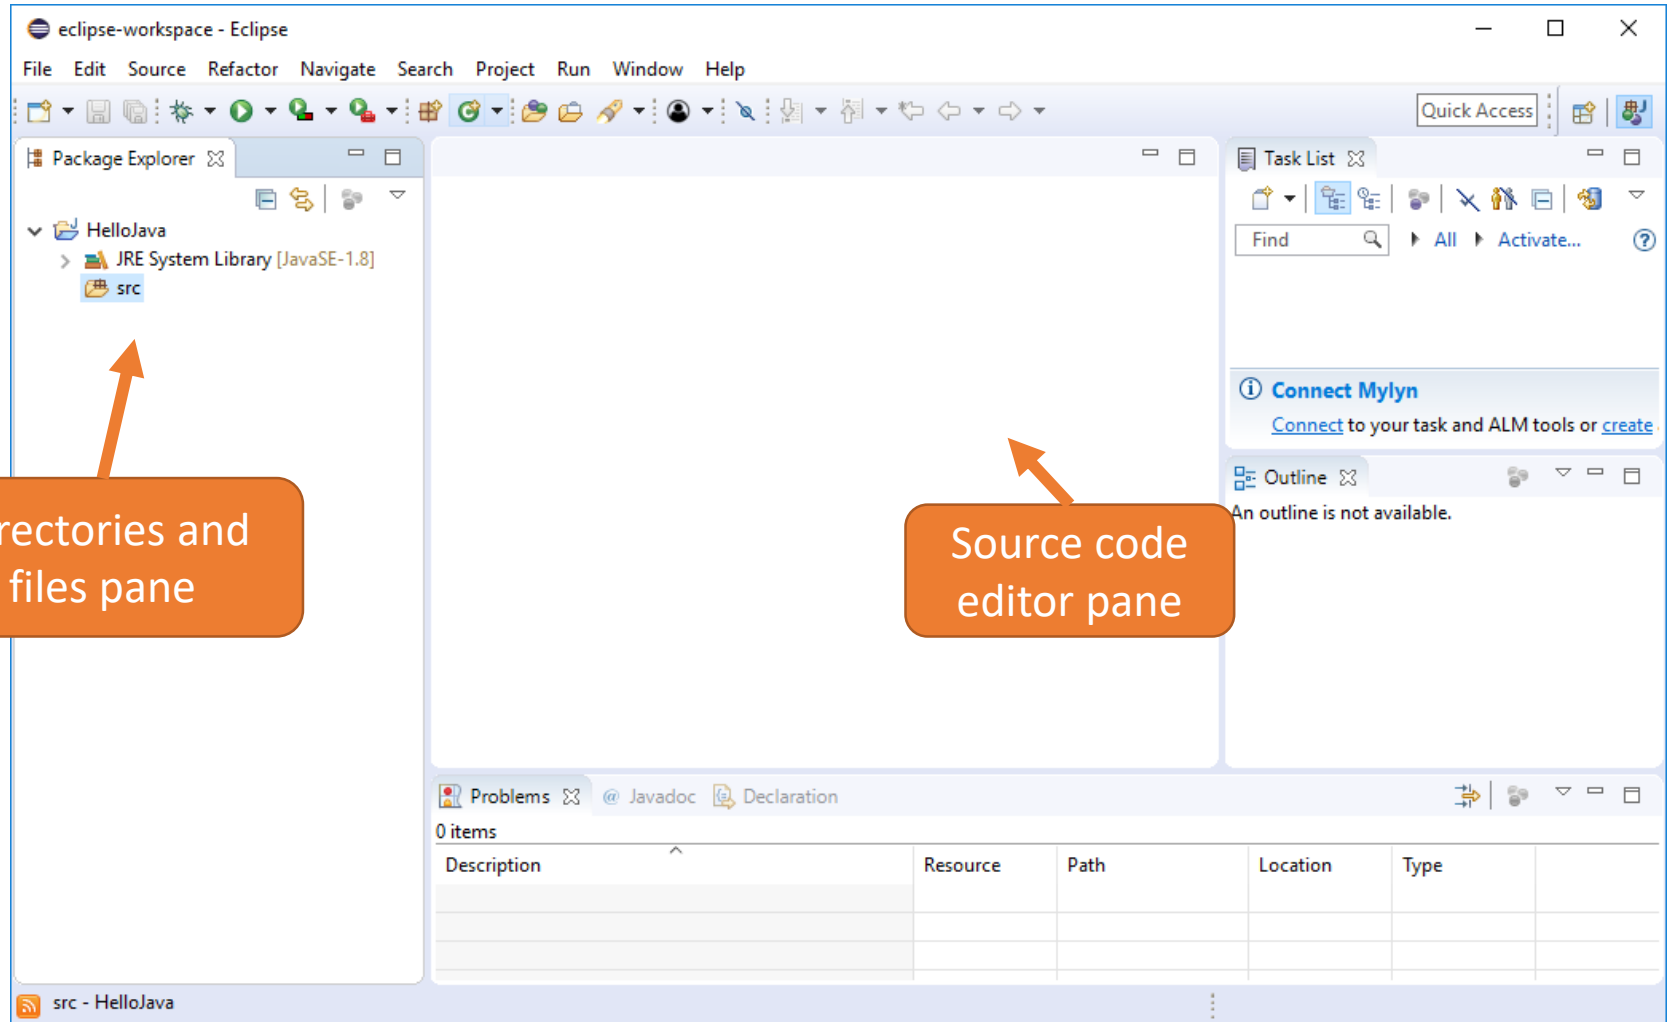 eclipse-workspace - Eclipse
File Edit Source Refactor Navigate Search Project Run Window Help
Quick Access
Package Explorer
HelloJava
JRE System Library [JavaSE-1.8]
src
rectories and
files pane
Source code
editor pane
Task List
Find All Activate...
Connect Mylyn
Connect to your task and ALM tools or create
Outline
An outline is not available.
Problems @ Javadoc Declaration
0 items
Description Resource Path Location Type
src - HelloJava